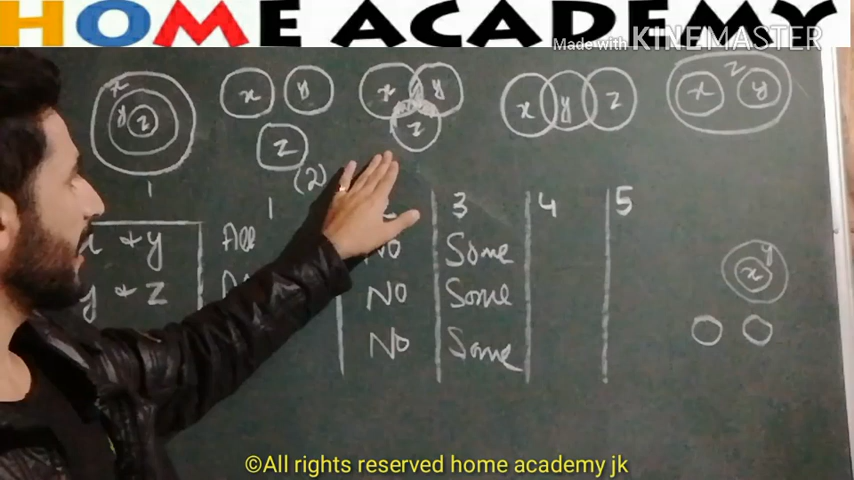 HOME ACADEMY
Made with KINEMASTER
x y z
x y z
x y z
x y z
x y z
1
(2)
1 2 3 4 5
x & y All No Some
y & z No Some
No Some
y
x
©All rights reserved home academy jk